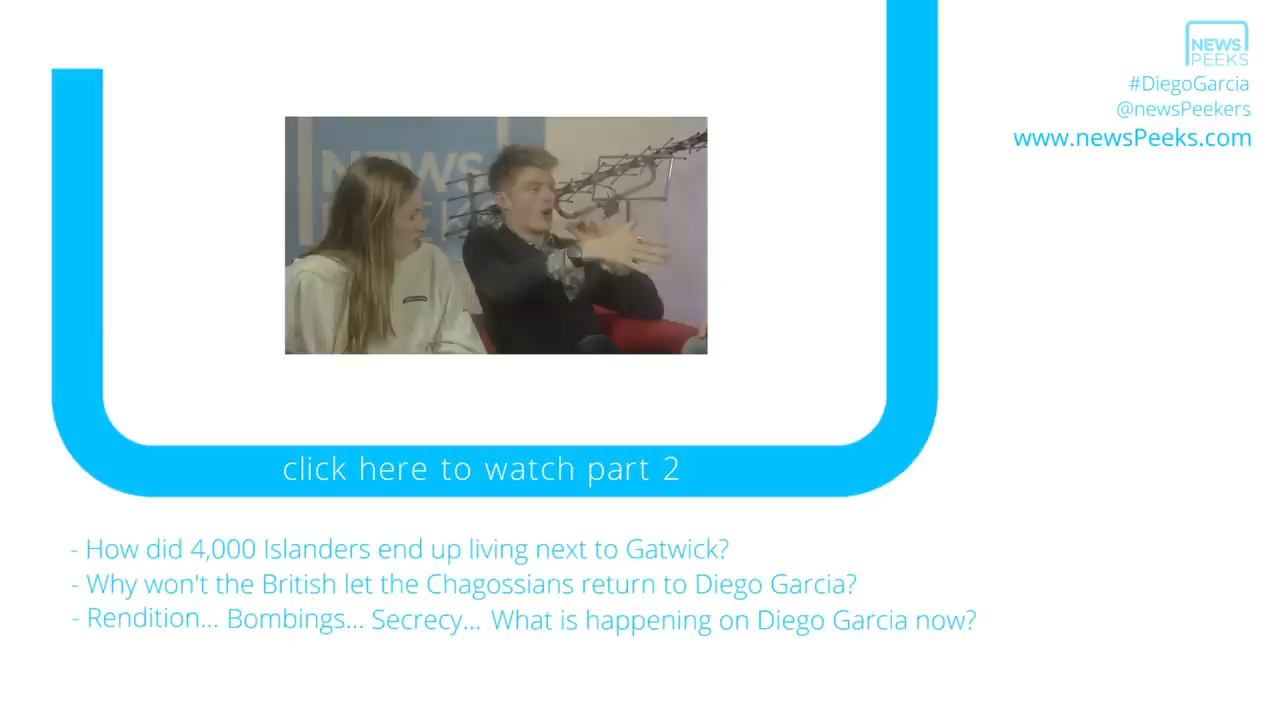 NEWS
PEEKS
#DiegoGarcia
@newsPeekers
www.newsPeeks.com
NEWS
click here to watch part 2
- How did 4,000 Islanders end up living next to Gatwick?
- Why won't the British let the Chagossians return to Diego Garcia?
- Rendition... Bombings... Secrecy... What is happening on Diego Garcia now?